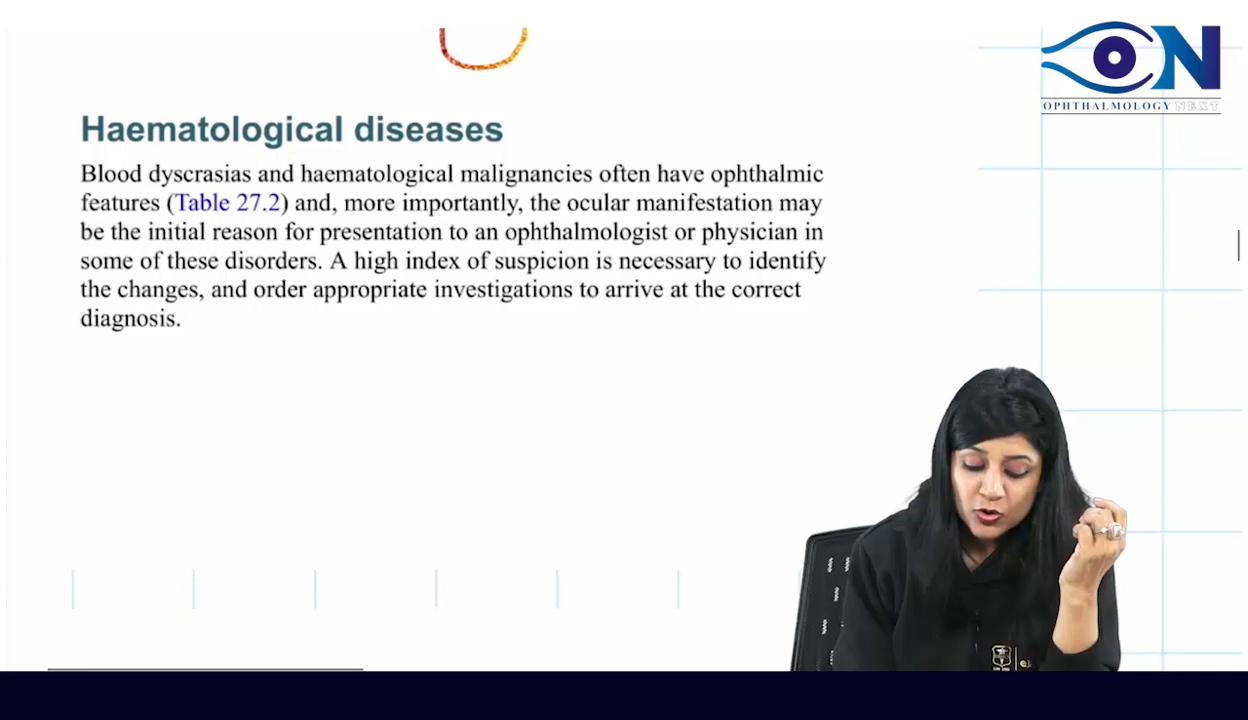 ON
OPHTHALMOLOGY NEXT
Haematological diseases
Blood dyscrasias and haematological malignancies often have ophthalmic
features (Table 27.2) and, more importantly, the ocular manifestation may
be the initial reason for presentation to an ophthalmologist or physician in
some of these disorders. A high index of suspicion is necessary to identify
the changes, and order appropriate investigations to arrive at the correct
diagnosis.